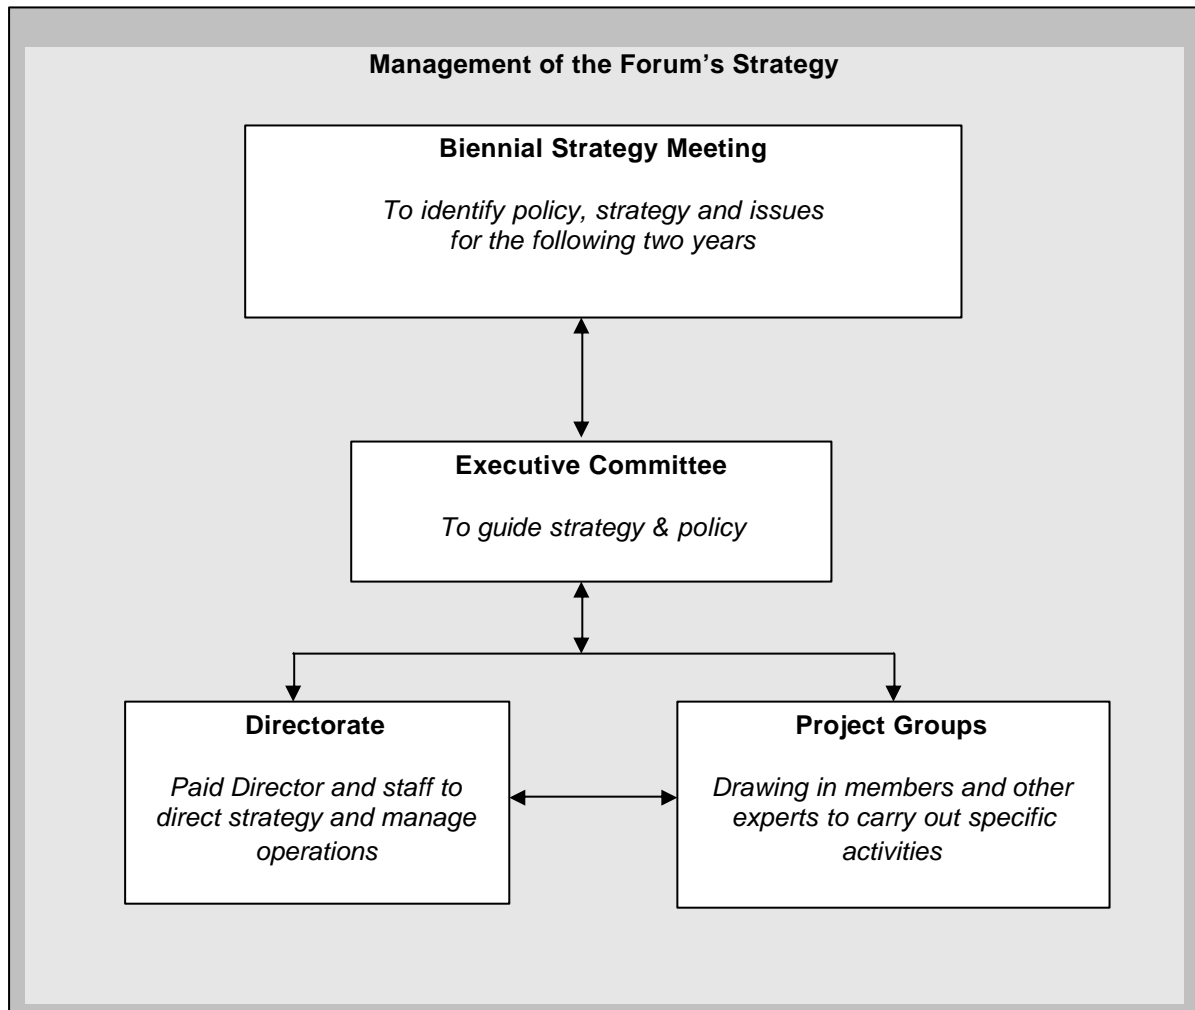 Management of the Forum’s Strategy
Biennial Strategy Meeting
To identify policy, strategy and issues
for the following two years
Executive Committee
To guide strategy & policy
Directorate
Paid Director and staff to
direct strategy and manage
operations
Project Groups
Drawing in members and other
experts to carry out specific
activities